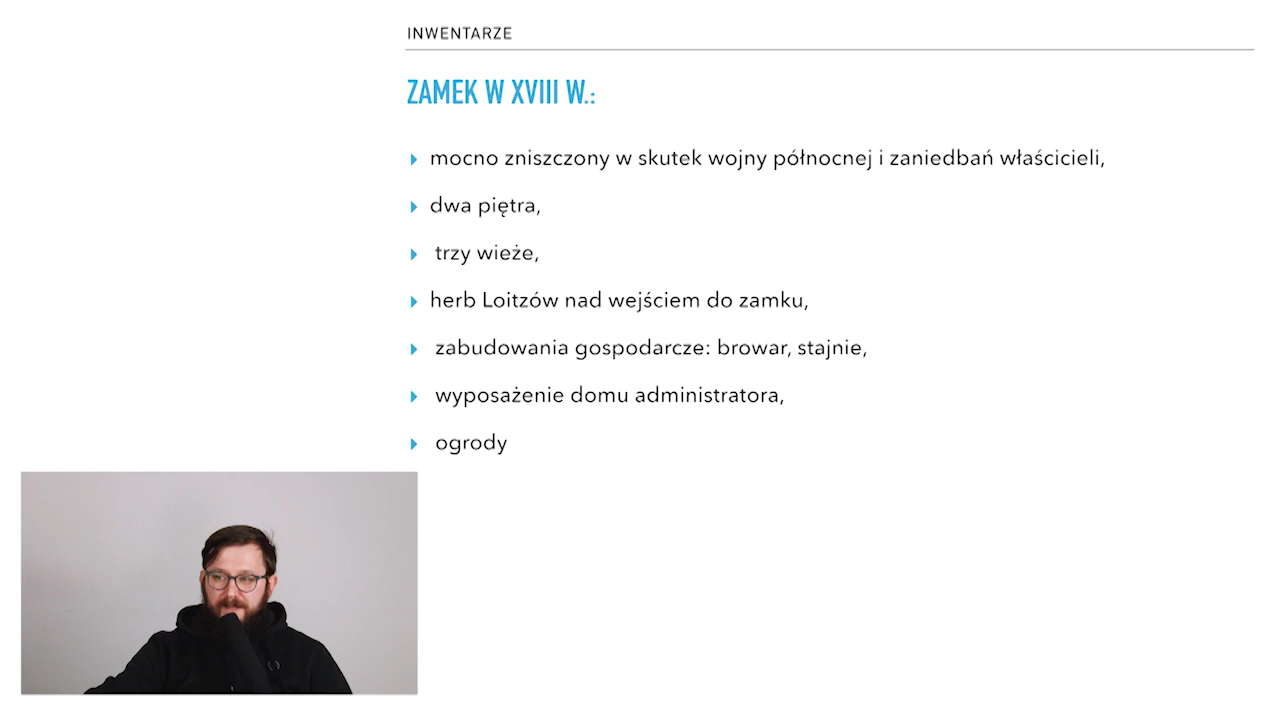 INWENTARZE
ZAMEK W XVIII W.:
mocno zniszczony w skutek wojny północnej i zaniedbań właścicieli,
dwa piętra,
trzy wieże,
herb Loitzów nad wejściem do zamku,
zabudowania gospodarcze: browar, stajnie,
wyposażenie domu administratora,
ogrody